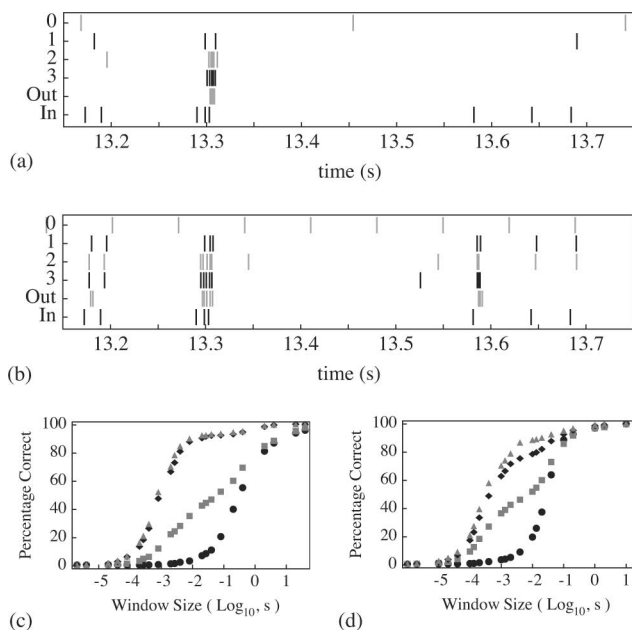 0
1
2
3
Out
In
13.2 13.3 13.4 13.5 13.6 13.7
(a) time (s)
0
1
2
3
Out
In
13.2 13.3 13.4 13.5 13.6 13.7
(b) time (s)
Percentage Correct
100
80
60
40
20
0
-5 -4 -3 -2 -1 0 1
(c) Window Size ( Log10, s )
Percentage Correct
100
80
60
40
20
0
-5 -4 -3 -2 -1 0 1
(d) Window Size ( Log10, s )